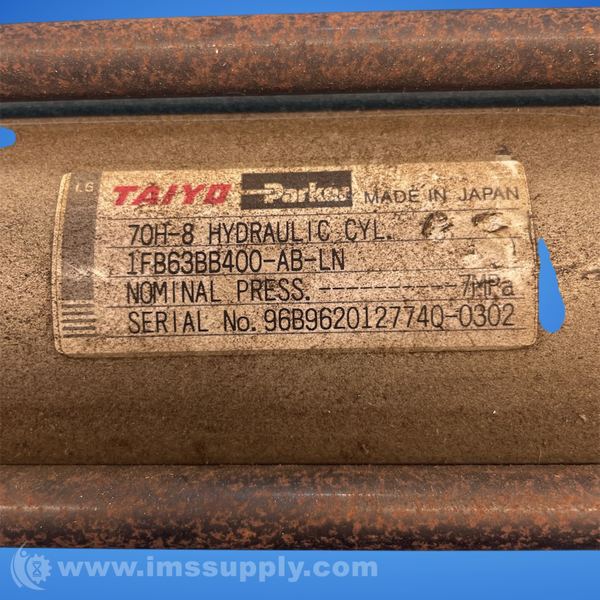 LG TAIYO Parker MADE IN JAPAN
70H-8 HYDRAULIC CYL.
1FB63BB400-AB-LN
NOMINAL PRESS.--------7MPa
SERIAL No. 96B962012774Q-0302
www.imssupply.com